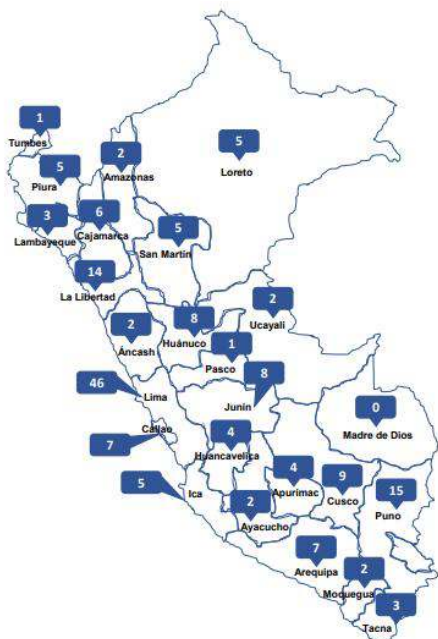 1
Tumbes
5
Piura
2
Amazonas
5
Loreto
3
Lambayeque
6
Cajamarca
5
San Martín
14
La Libertad
2
Áncash
8
Huánuco
2
Ucayali
1
Pasco
8
Junín
46
Lima
7
Callao
0
Madre de Dios
4
Huancavelica
5
Ica
4
Apurímac
9
Cusco
15
Puno
2
Ayacucho
7
Arequipa
2
Moquegua
3
Tacna